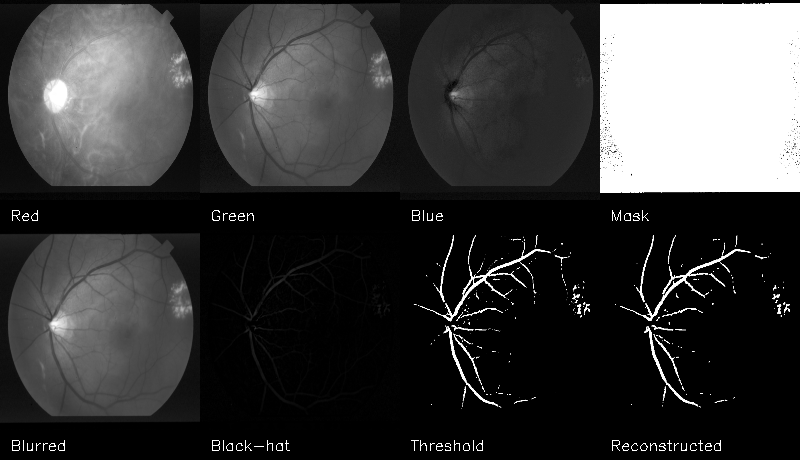 Red
Green
Blue
Mask
Blurred
Black-hat
Threshold
Reconstructed